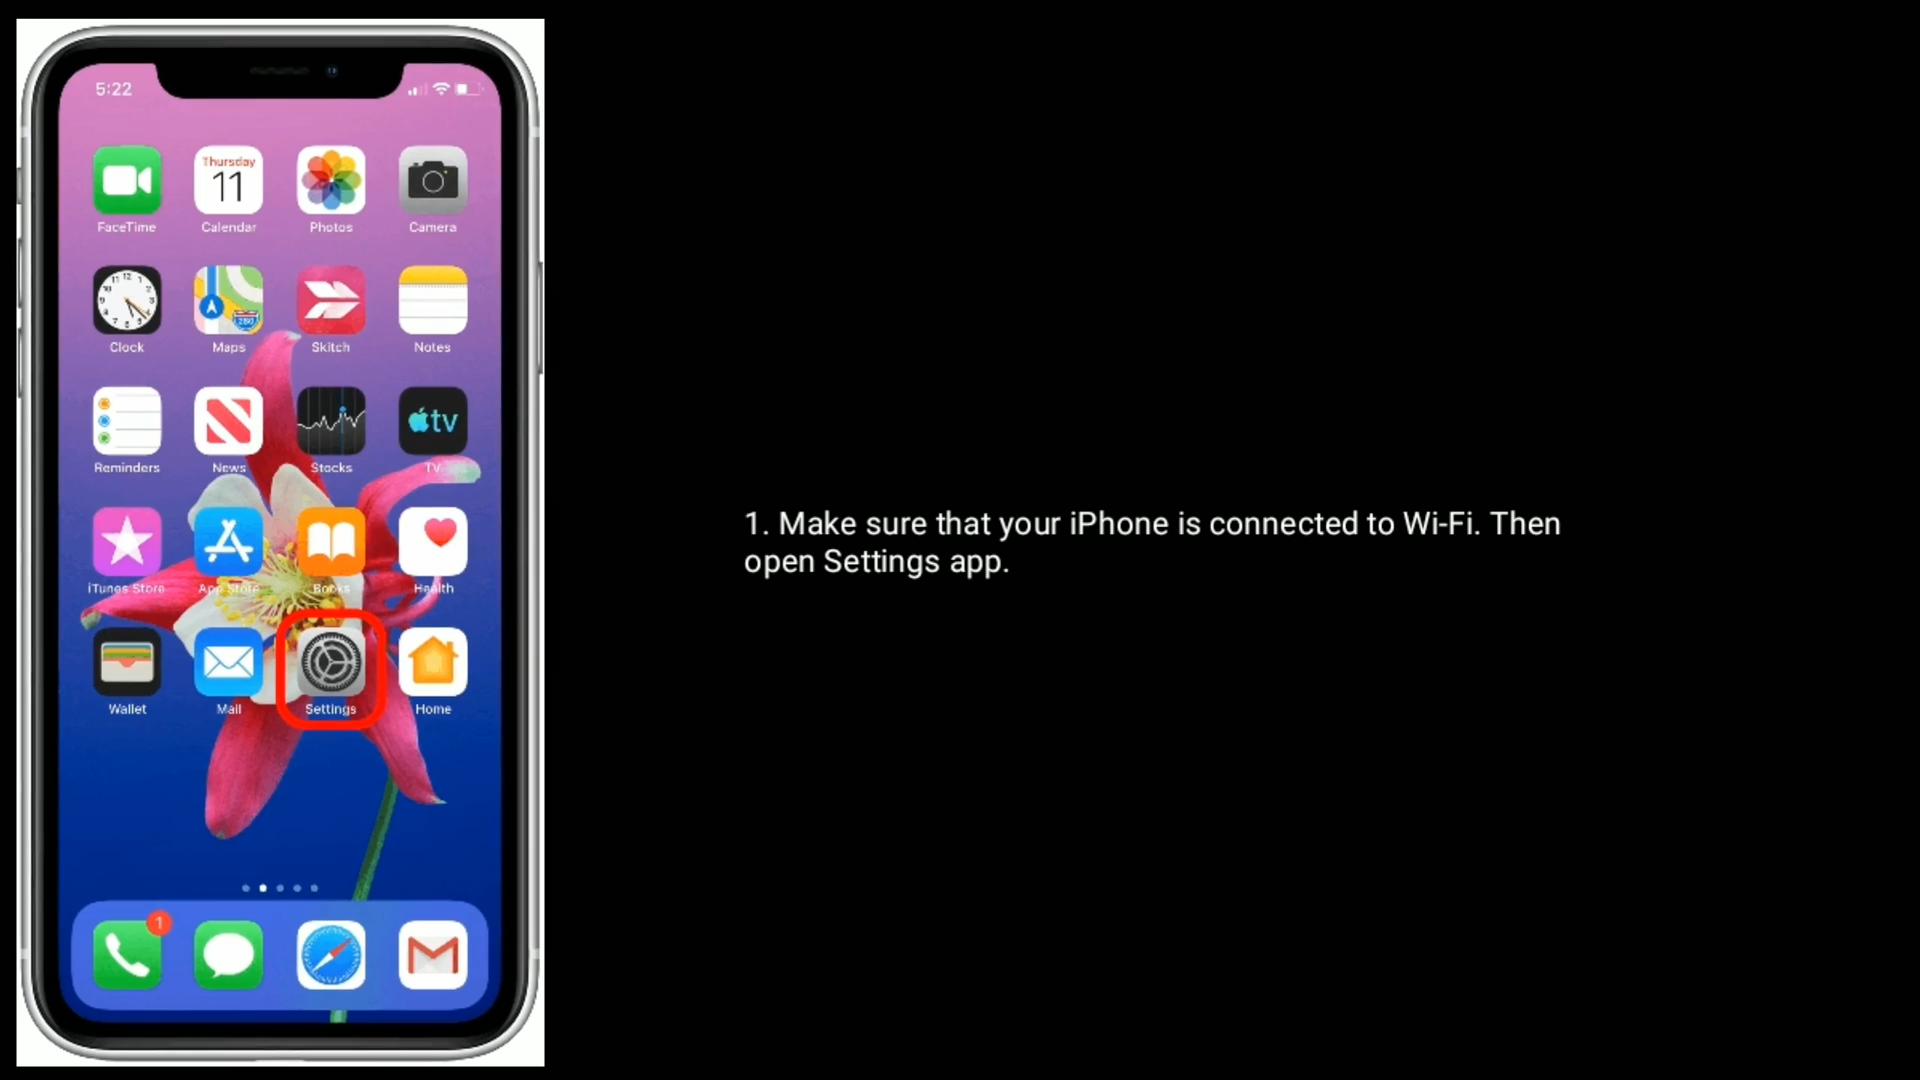 5:22
Thursday
11
FaceTime Calendar Photos Camera
12
Clock Maps Skitch Notes
tv
Reminders News Stocks TV
iTunes Store App Store Books Health
Wallet Mail Settings Home
1
1. Make sure that your iPhone is connected to Wi-Fi. Then
open Settings app.